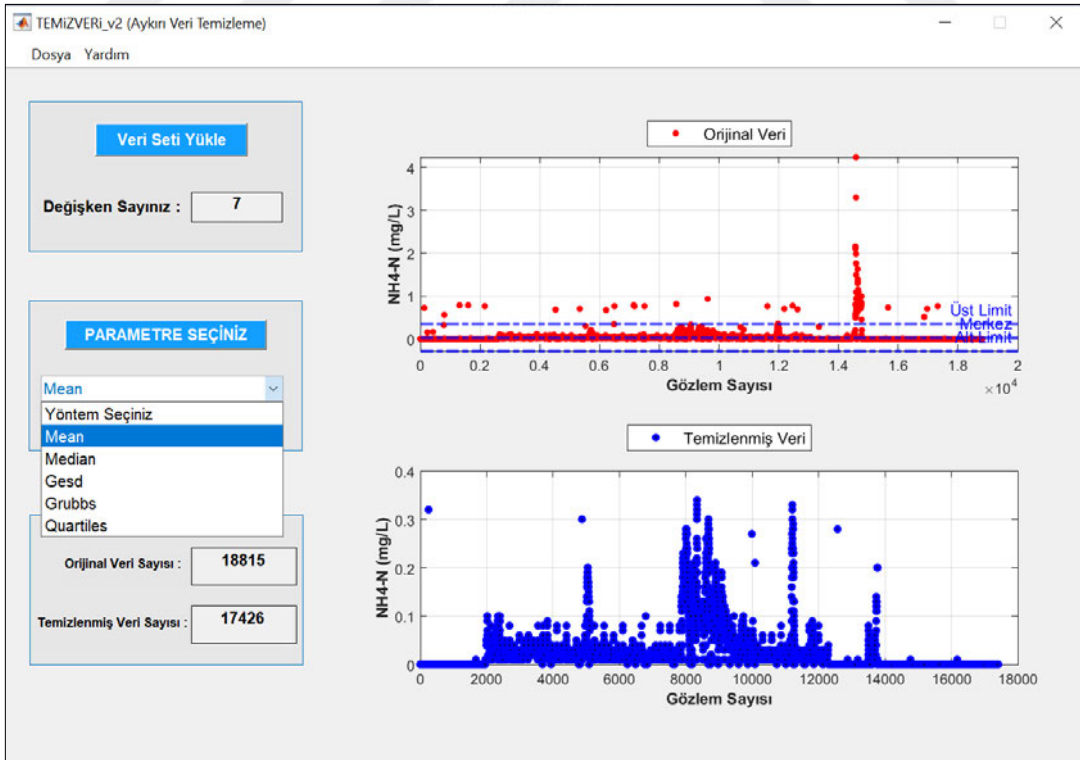 TEMiZVERi_v2 (Aykırı Veri Temizleme)
Dosya Yardım
Veri Seti Yükle
Değişken Sayınız : 7
PARAMETRE SEÇİNİZ
Mean
Yöntem Seçiniz
Mean
Median
Gesd
Grubbs
Quartiles
Orijinal Veri Sayısı : 18815
Temizlenmiş Veri Sayısı : 17426
Orijinal Veri
NH4-N (mg/L)
4
3
2
1
0
Üst Limit
Merkez
Alt Limit
0 0.2 0.4 0.6 0.8 1 1.2 1.4 1.6 1.8 2
×10^4
Gözlem Sayısı
Temizlenmiş Veri
NH4-N (mg/L)
0.4
0.3
0.2
0.1
0
0 2000 4000 6000 8000 10000 12000 14000 16000 18000
Gözlem Sayısı